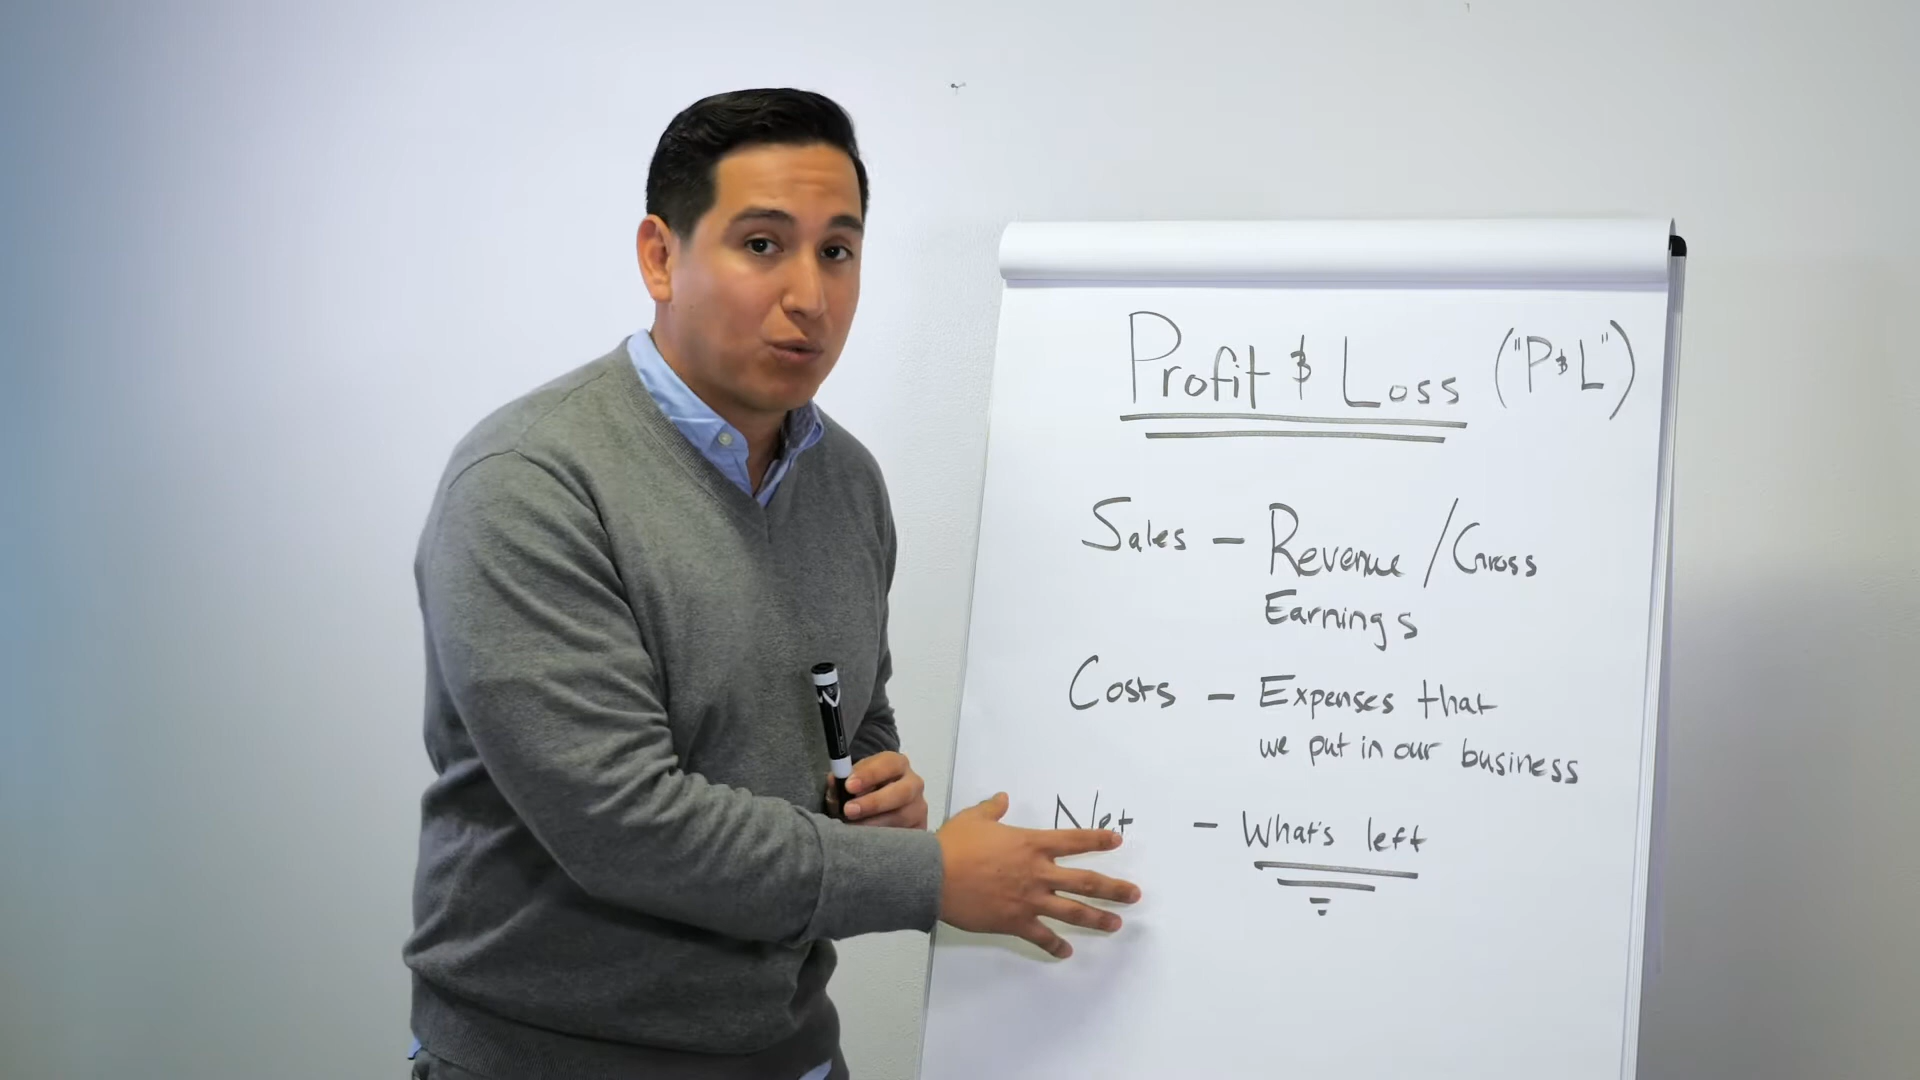 Profit & Loss ("P&L")
Sales - Revenue/Gross
Earnings
Costs - Expenses that
we put in our business
Net - What's left